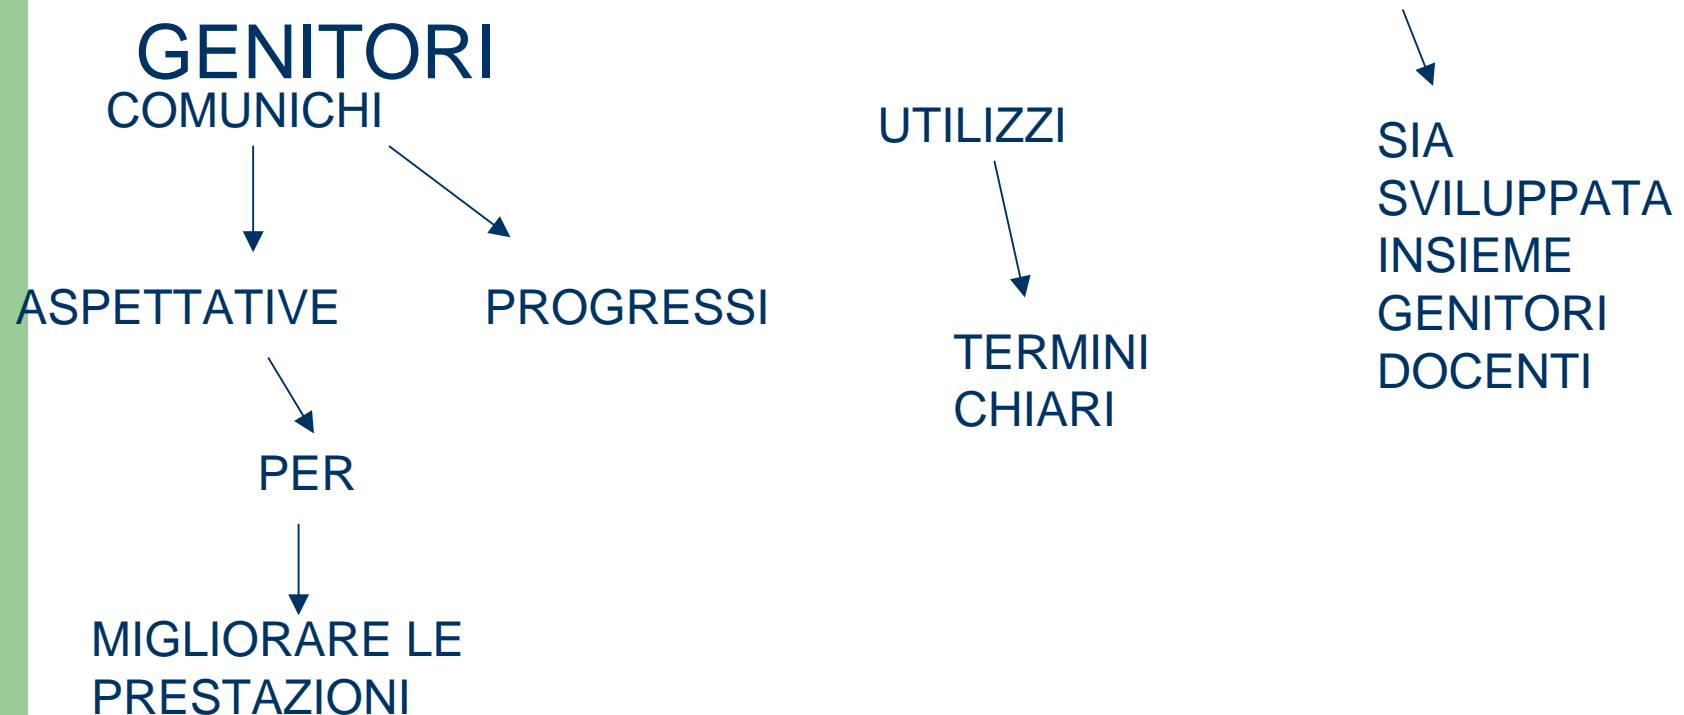 GENITORI
COMUNICHI
ASPETTATIVE
PROGRESSI
PER
MIGLIORARE LE
PRESTAZIONI
UTILIZZI
TERMINI
CHIARI
SIA
SVILUPPATA
INSIEME
GENITORI
DOCENTI